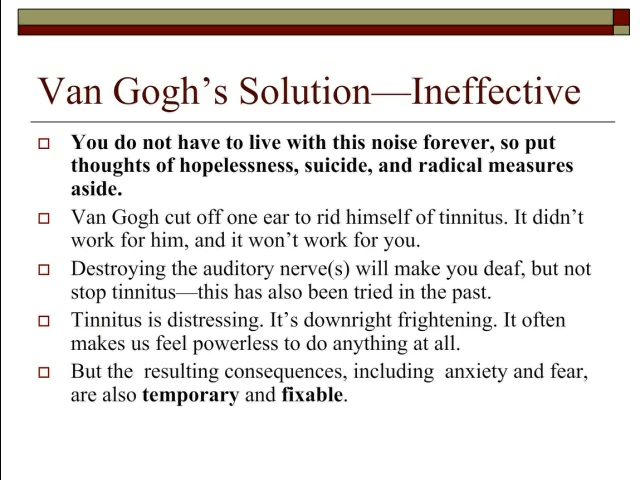 Van Gogh’s Solution—Ineffective
You do not have to live with this noise forever, so put
thoughts of hopelessness, suicide, and radical measures
aside.
Van Gogh cut off one ear to rid himself of tinnitus. It didn’t
work for him, and it won’t work for you.
Destroying the auditory nerve(s) will make you deaf, but not
stop tinnitus—this has also been tried in the past.
Tinnitus is distressing. It’s downright frightening. It often
makes us feel powerless to do anything at all.
But the  resulting consequences, including  anxiety and fear,
are also temporary and fixable.